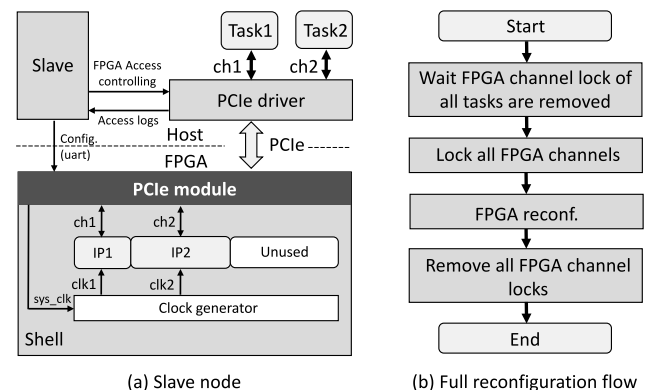 Slave
Task1
Task2
FPGA Access
controlling
ch1
ch2
PCIe driver
Access logs
Host
Config.
(uart)
PCIe
FPGA
PCIe module
ch1
ch2
IP1
IP2
Unused
clk1
clk2
sys_clk
Clock generator
Shell
(a) Slave node
Start
Wait FPGA channel lock of
all tasks are removed
Lock all FPGA channels
FPGA reconf.
Remove all FPGA channel
locks
End
(b) Full reconfiguration flow